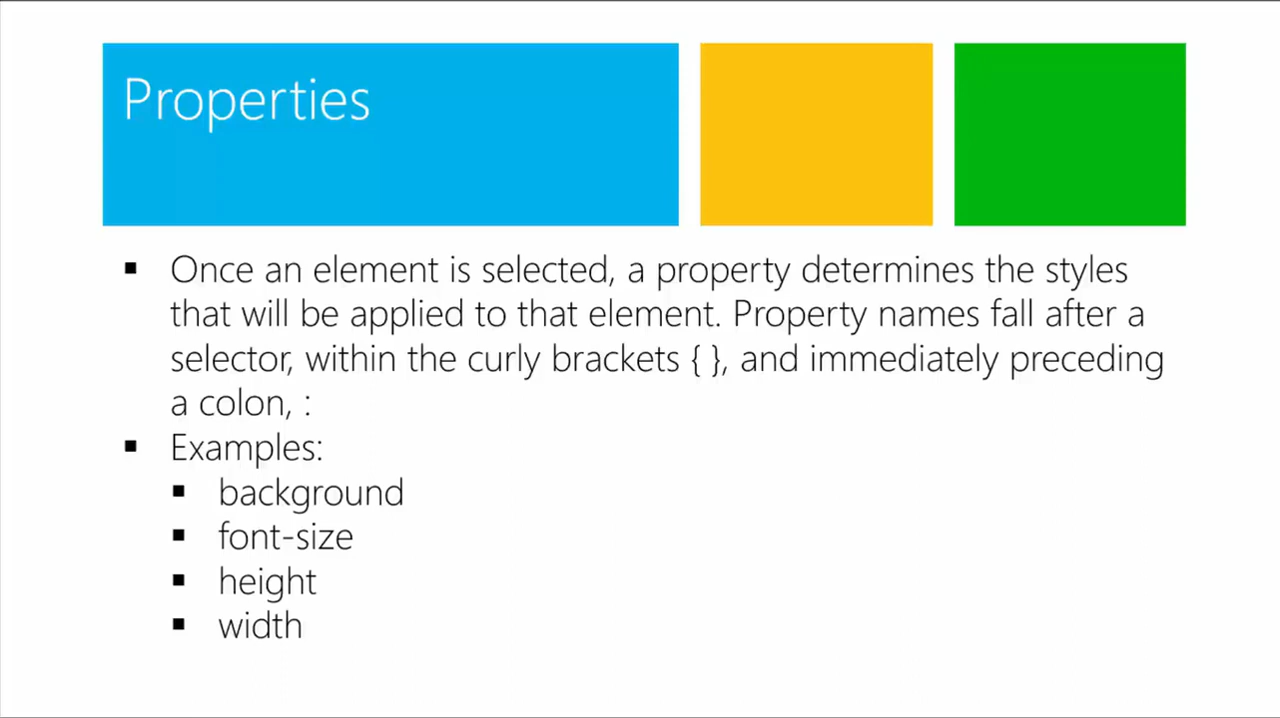 Properties
▪ Once an element is selected, a property determines the styles
that will be applied to that element. Property names fall after a
selector, within the curly brackets { }, and immediately preceding
a colon, :
▪ Examples:
▪ background
▪ font-size
▪ height
▪ width